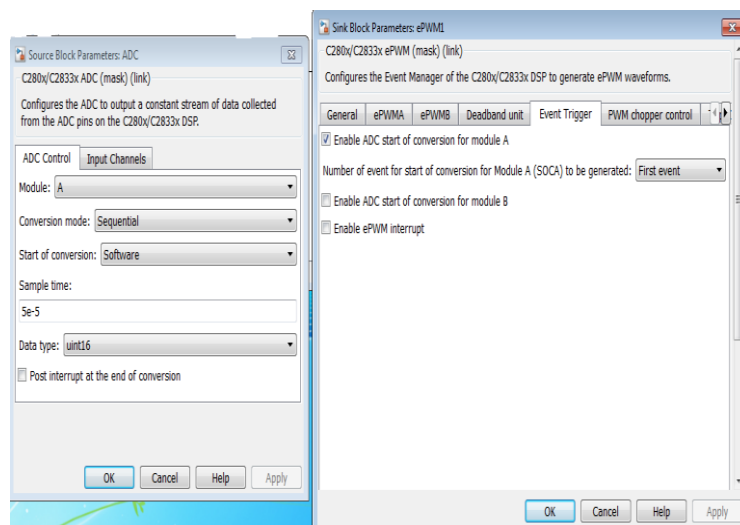 Source Block Parameters: ADC
C280x/C2833x ADC (mask) (link)
Configures the ADC to output a constant stream of data collected
from the ADC pins on the C280x/C2833x DSP.
ADC Control
Input Channels
Module: A
Conversion mode: Sequential
Start of conversion: Software
Sample time:
5e-5
Data type: uint16
Post interrupt at the end of conversion
OK Cancel Help Apply
Sink Block Parameters: ePWM1
C280x/C2833x ePWM (mask) (link)
Configures the Event Manager of the C280x/C2833x DSP to generate ePWM waveforms.
General ePWMA ePWMB Deadband unit Event Trigger PWM chopper control
Enable ADC start of conversion for module A
Number of event for start of conversion for Module A (SOCA) to be generated: First event
Enable ADC start of conversion for module B
Enable ePWM interrupt
OK Cancel Help Apply